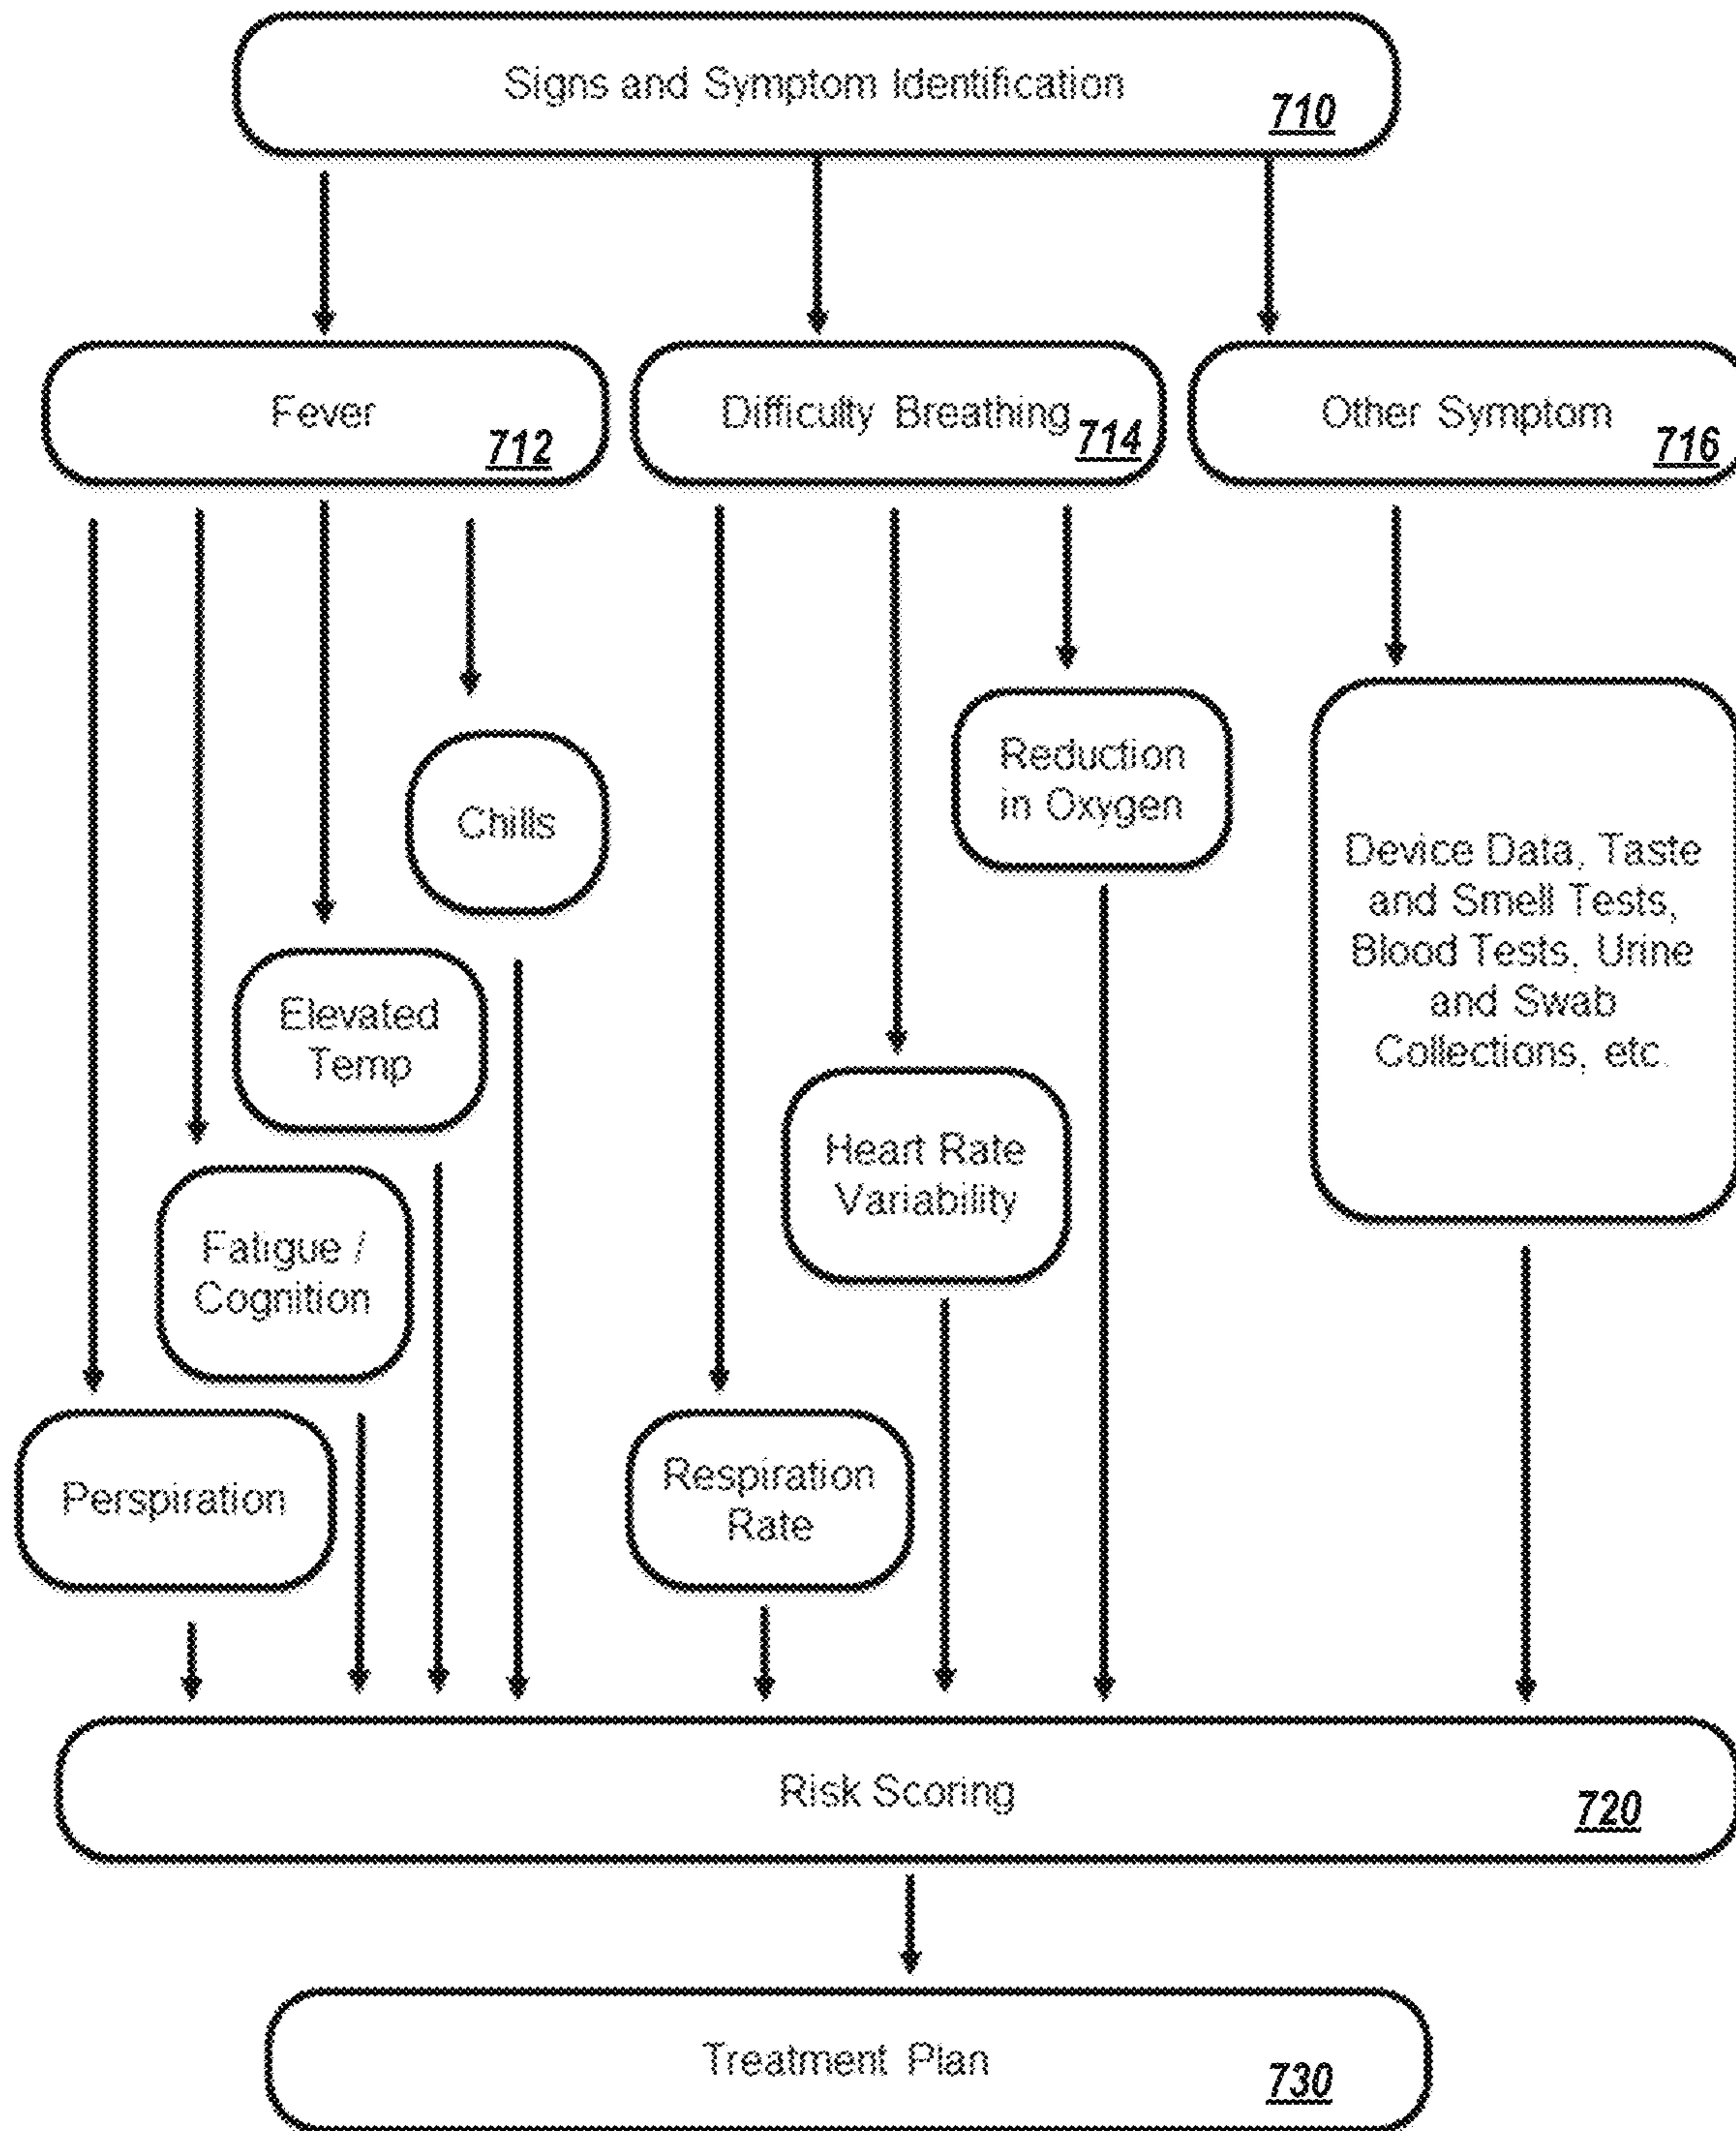 Signs and Symptom Identification
710
Fever
712
Difficulty Breathing
714
Other Symptom
716
Chills
Reduction
in Oxygen
Device Data, Taste
and Smell Tests,
Blood Tests, Urine
and Swab
Collections, etc.
Elevated
Temp
Heart Rate
Variability
Fatigue /
Cognition
Perspiration
Respiration
Rate
Risk Scoring
720
Treatment Plan
730